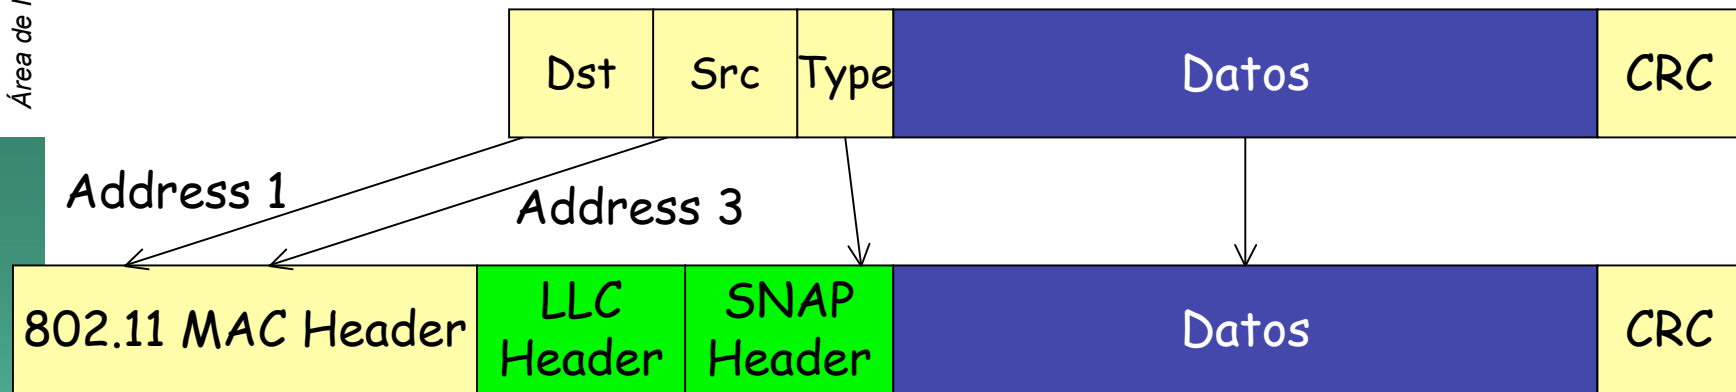 Área de
Dst Src Type Datos CRC
Address 1
Address 3
802.11 MAC Header
LLC
Header
SNAP
Header
Datos
CRC